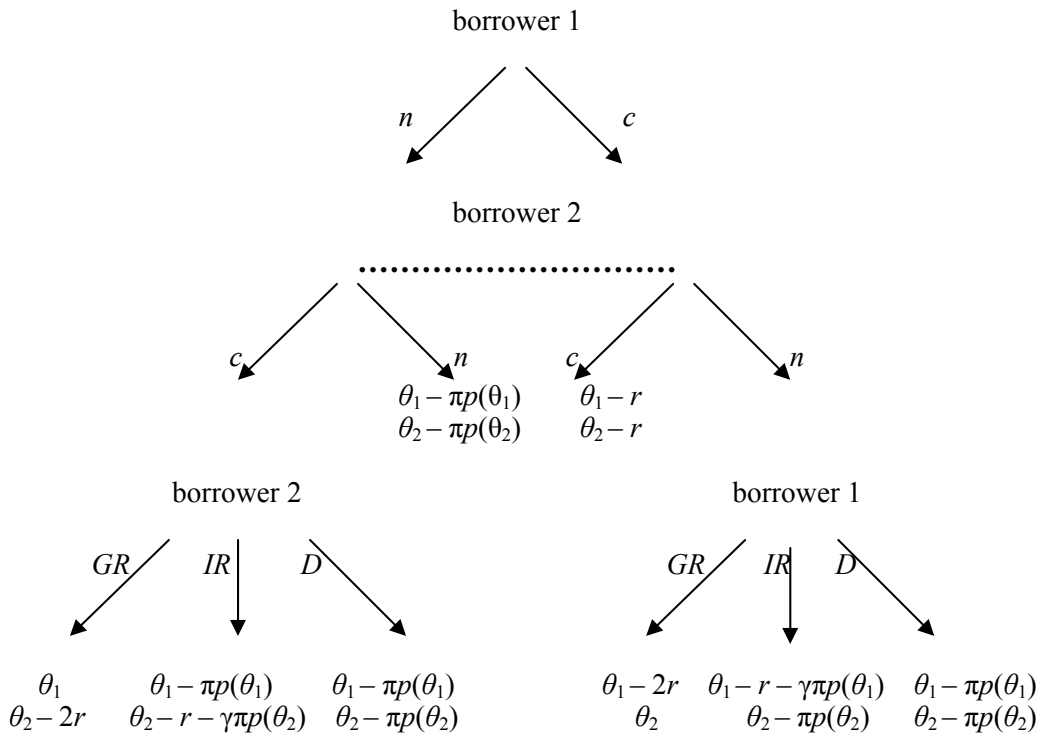 borrower 1
n c
borrower 2
c n c n
θ₁ – πp(θ₁) θ₁ – r
θ₂ – πp(θ₂) θ₂ – r
borrower 2 borrower 1
GR IR D GR IR D
θ₁ θ₁ – πp(θ₁) θ₁ – πp(θ₁) θ₁ – 2r θ₁ – r – γπp(θ₁) θ₁ – πp(θ₁)
θ₂ – 2r θ₂ – r – γπp(θ₂) θ₂ – πp(θ₂) θ₂ θ₂ – πp(θ₂) θ₂ – πp(θ₂)